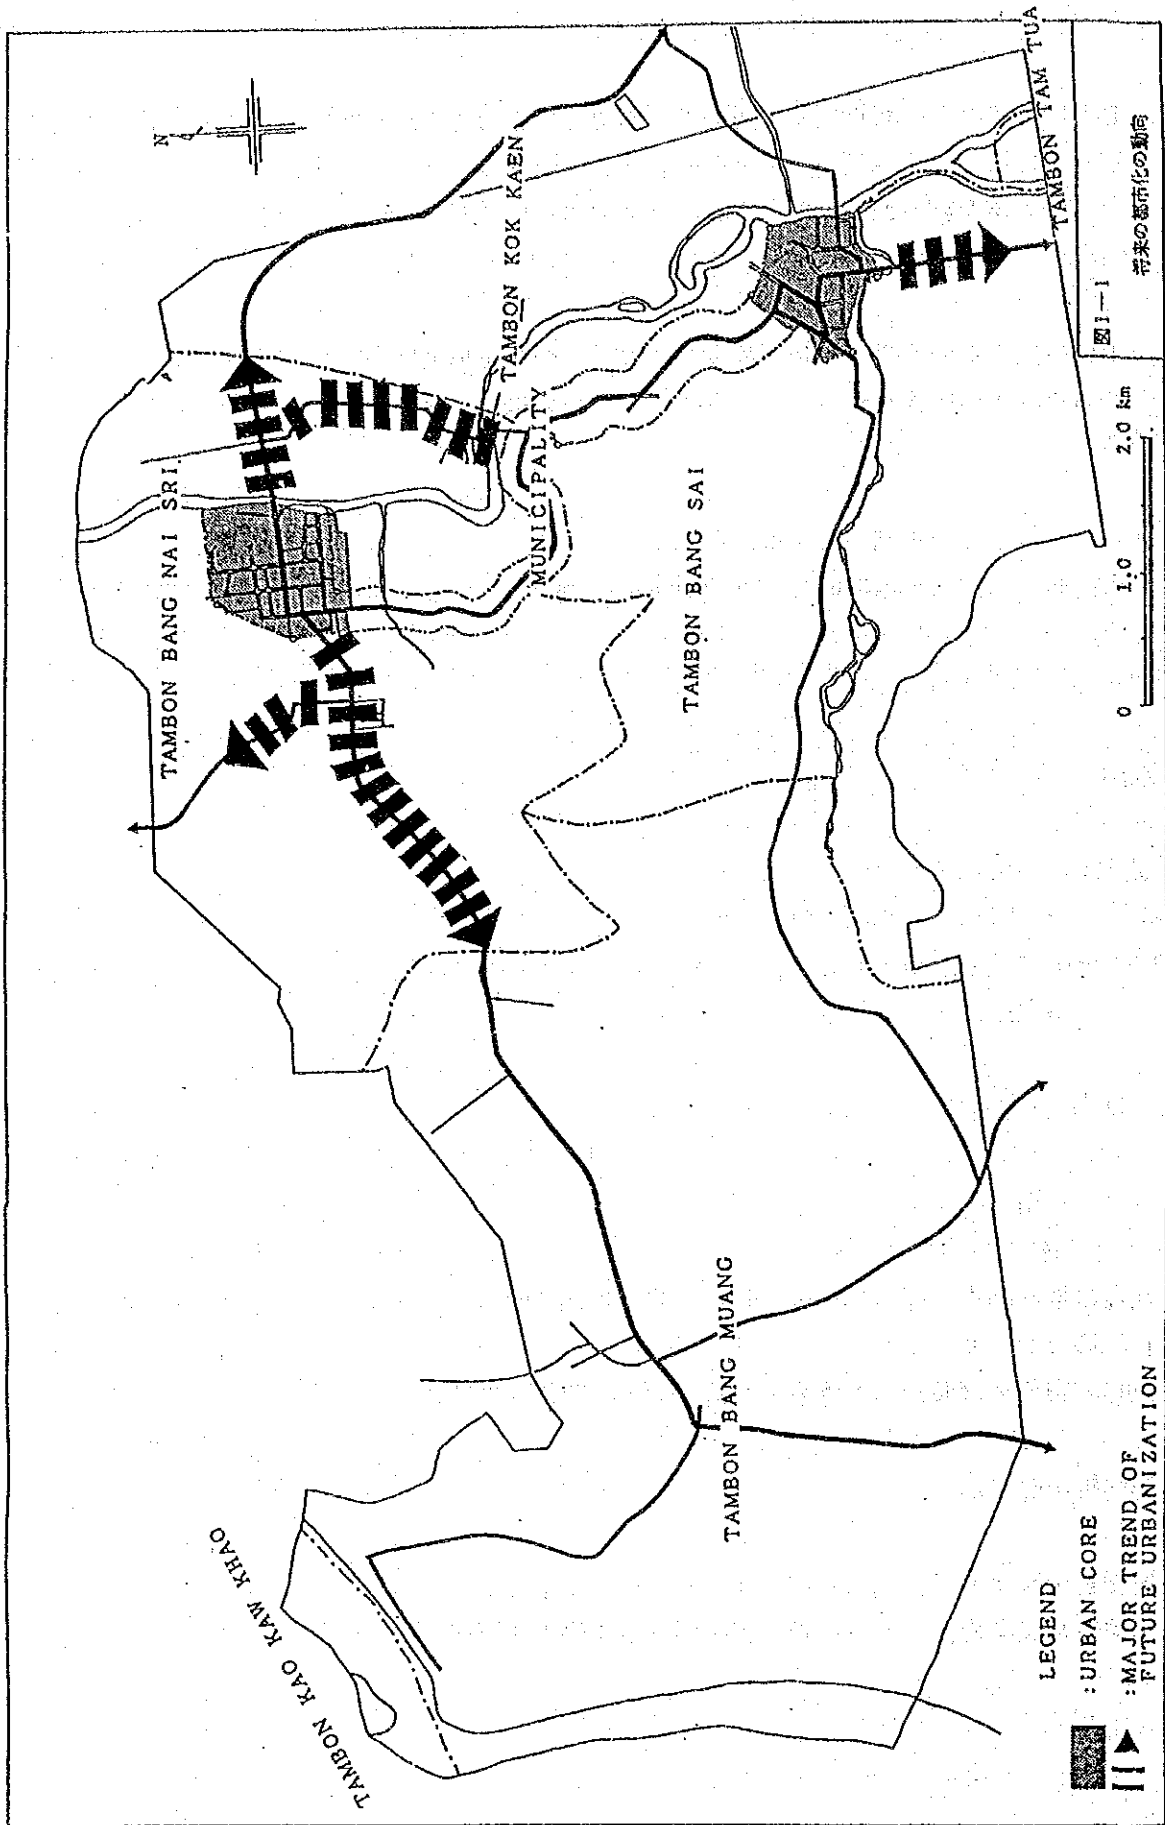 N
TAMBON BANG NAI SRI.
TAMBON KOK KAEN
MUNICIPALITY
TAMBON BANG SAI
TAMBON TAM TUA
TAMBON BANG MUANG
TAMBON KAO KAW KHAO
LEGEND
:URBAN CORE
:MAJOR TREND OF
FUTURE URBANIZATION
0 1.0 2.0 km
図1-1
将来の都市化の動向